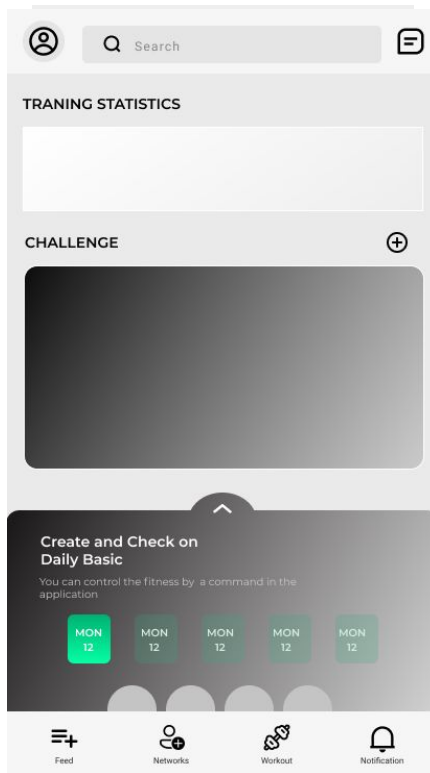 Search
TRANING STATISTICS
CHALLENGE
Create and Check on
Daily Basic
You can control the fitness by a command in the
application
MON MON MON MON MON
12 12 12 12 12
Feed Networks Workout Notification